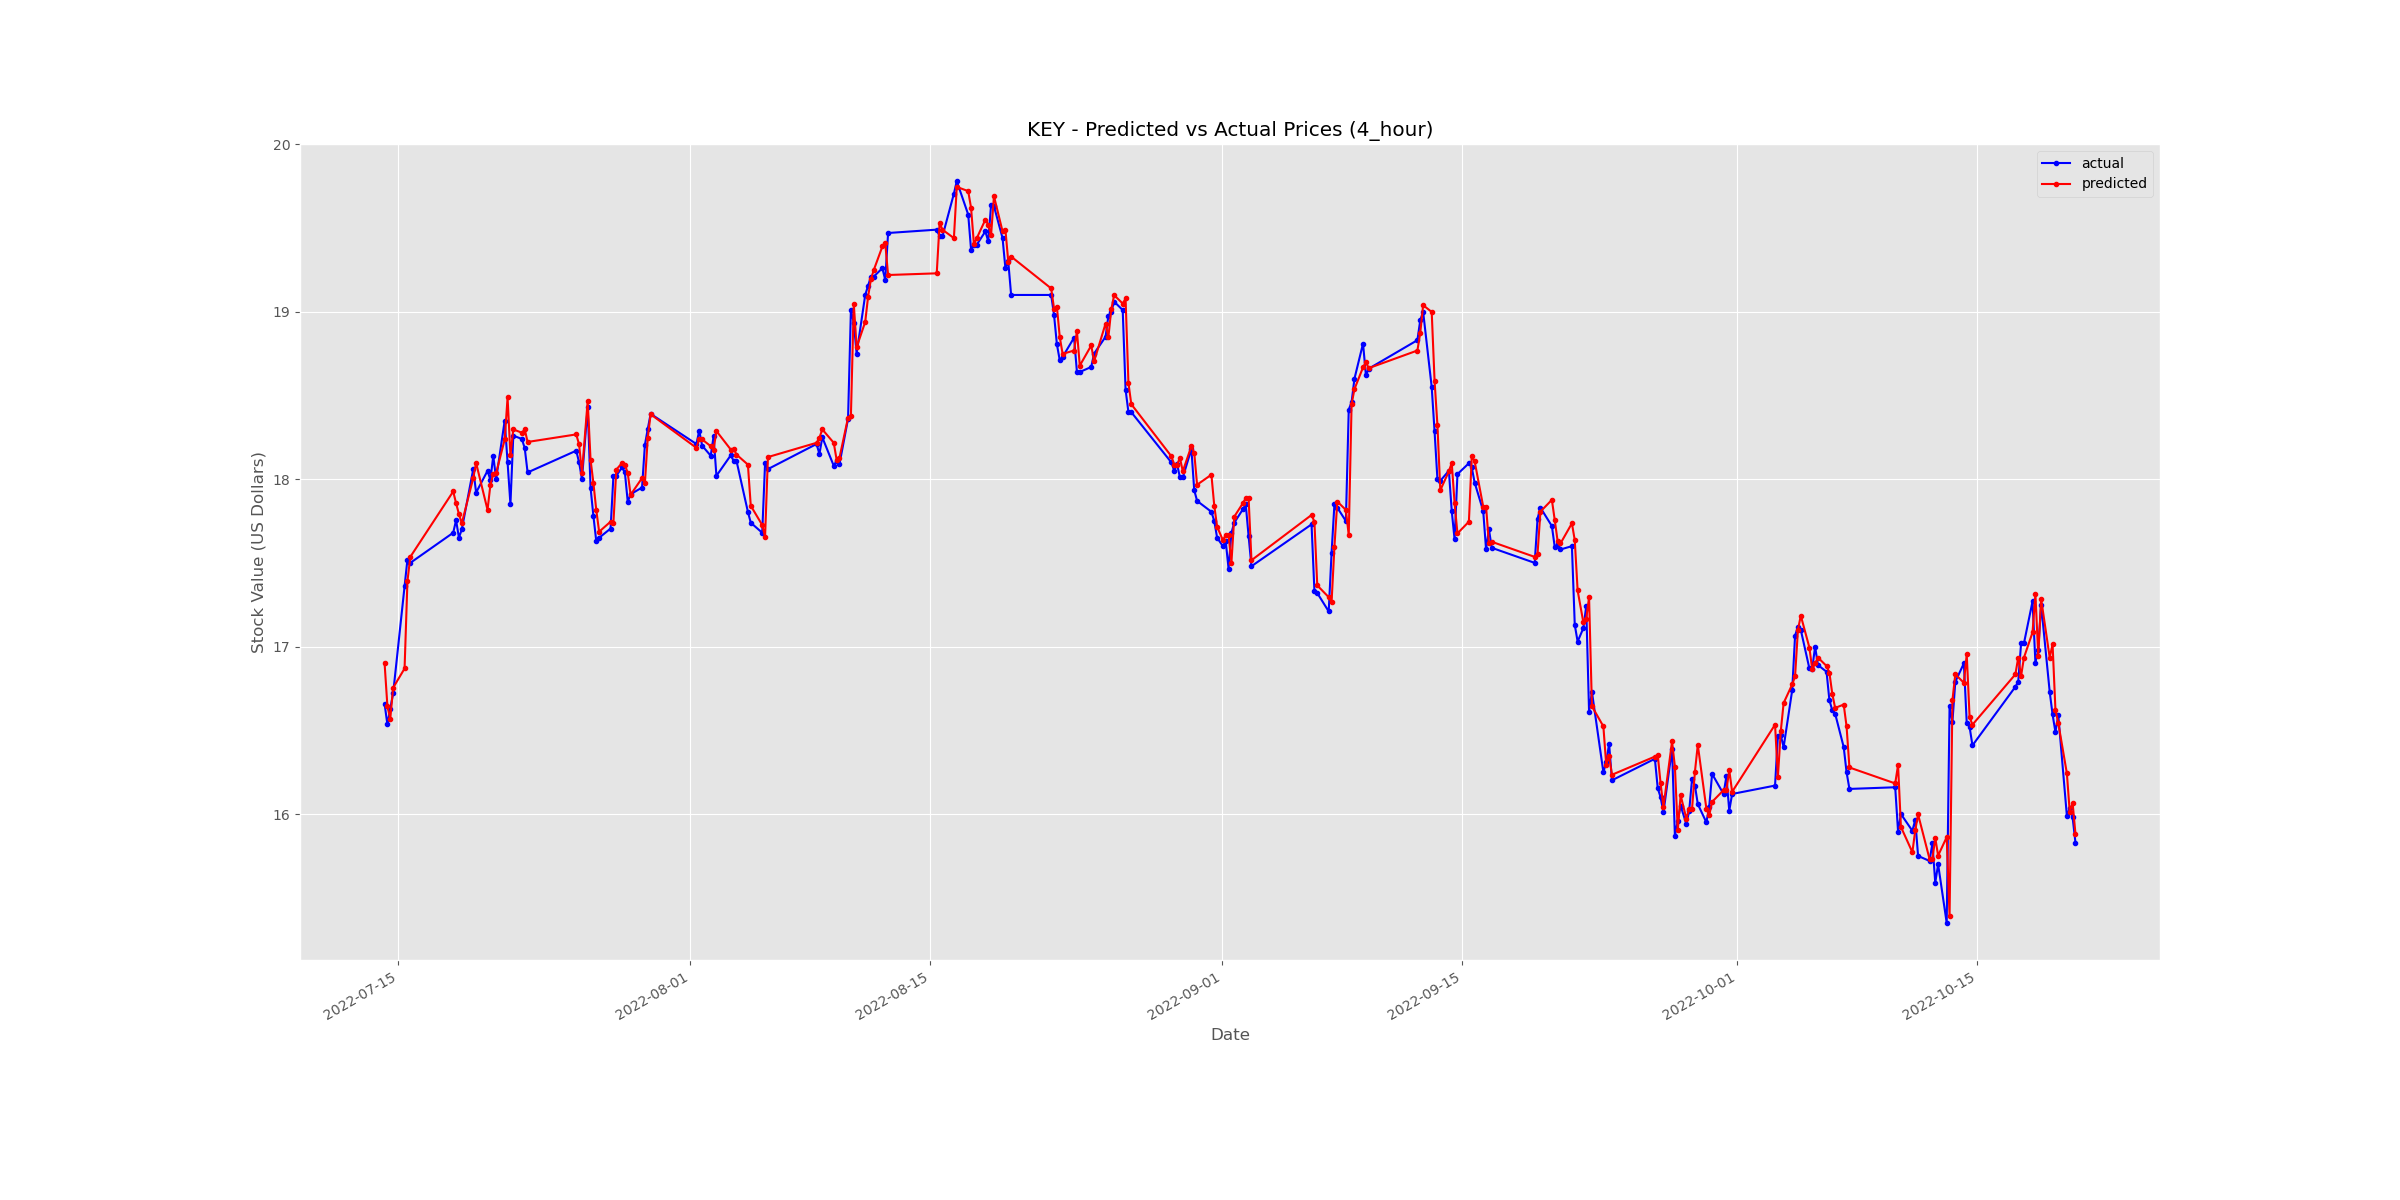 KEY - Predicted vs Actual Prices (4_hour)
actual
predicted
Stock Value (US Dollars)
20
19
18
17
16
2022-07-15
2022-08-01
2022-08-15
2022-09-01
2022-09-15
2022-10-01
2022-10-15
Date